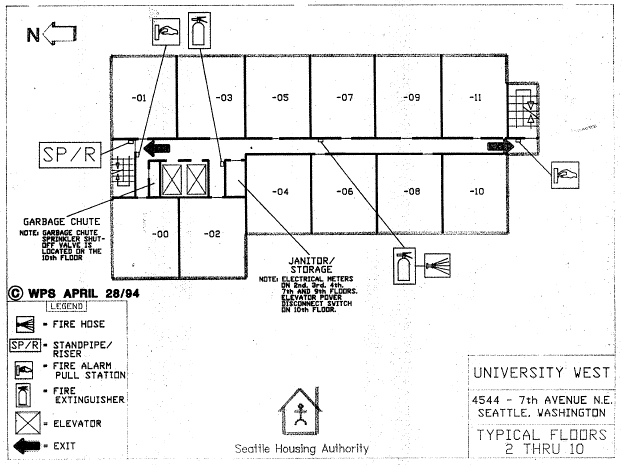 N
-01
-03
-05
-07
-09
-11
SP/R
-04
-06
-08
-10
GARBAGE CHUTE
NOTE: GARBAGE CHUTE
SPRINKLER SHUT-
OFF VALVE IS
LOCATED ON THE
10th FLOOR
-00
-02
JANITOR/
STORAGE
NOTE: ELECTRICAL METERS
ON 2nd, 3rd, 4th,
7th AND 9th FLOORS.
ELEVATOR POWER
DISCONNECT SWITCH
ON 10th FLOOR.
© WPS APRIL 28/94
LEGEND
= FIRE HOSE
SP/R = STANDPIPE/
RISER
= FIRE ALARM
PULL STATION
= FIRE
EXTINGUISHER
= ELEVATOR
= EXIT
Seattle Housing Authority
UNIVERSITY WEST
4544 - 7th AVENUE N.E.
SEATTLE, WASHINGTON
TYPICAL FLOORS
2 THRU 10